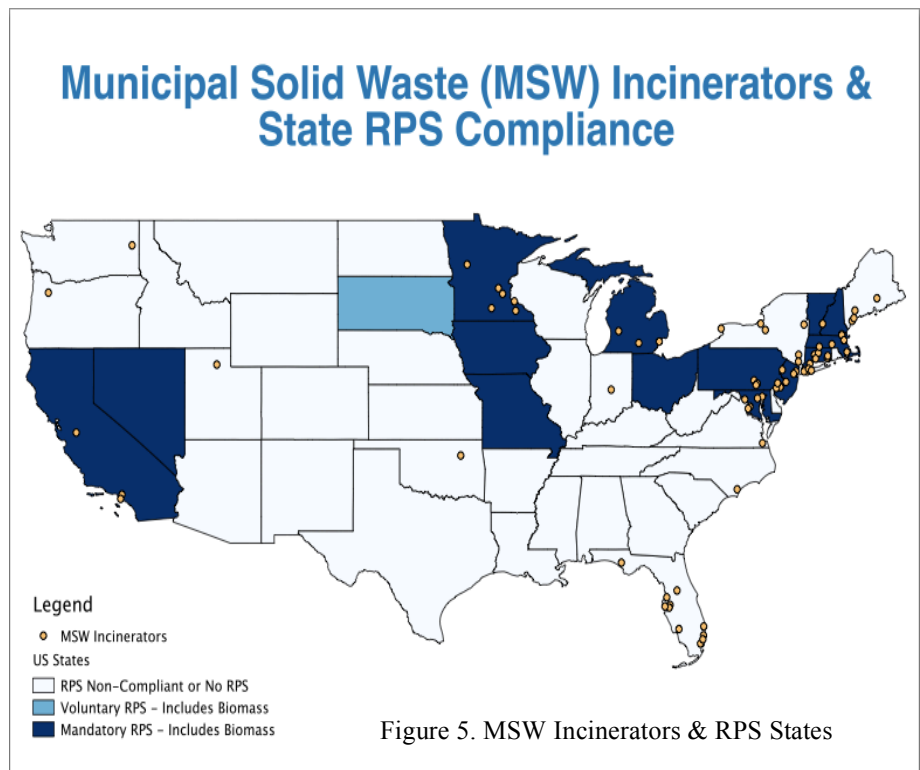 Municipal Solid Waste (MSW) Incinerators &
State RPS Compliance
Legend
MSW Incinerators
US States
RPS Non-Compliant or No RPS
Voluntary RPS – Includes Biomass
Mandatory RPS – Includes Biomass
Figure 5. MSW Incinerators & RPS States